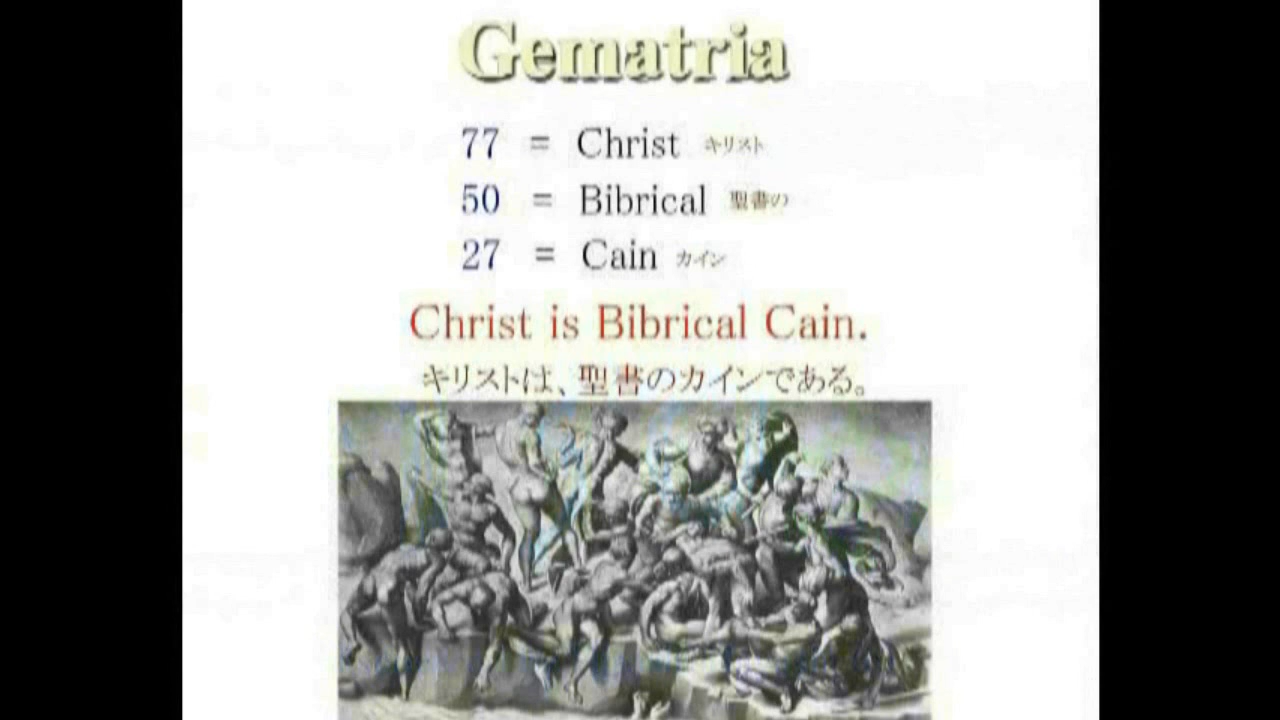 Gematria
77 = Christ キリスト
50 = Bibrical 聖書の
27 = Cain カイン
Christ is Bibrical Cain.
キリストは、聖書のカインである。